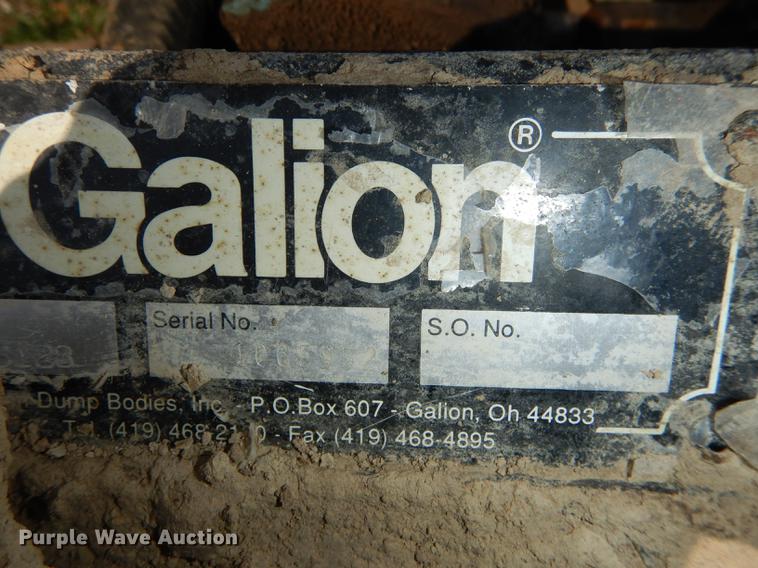 Galion ®
Serial No.
S.O. No.
Dump Bodies, Inc. - P.O.Box 607 - Galion, Oh 44833
(419) - Fax (419) 468-4895
Purple Wave Auction